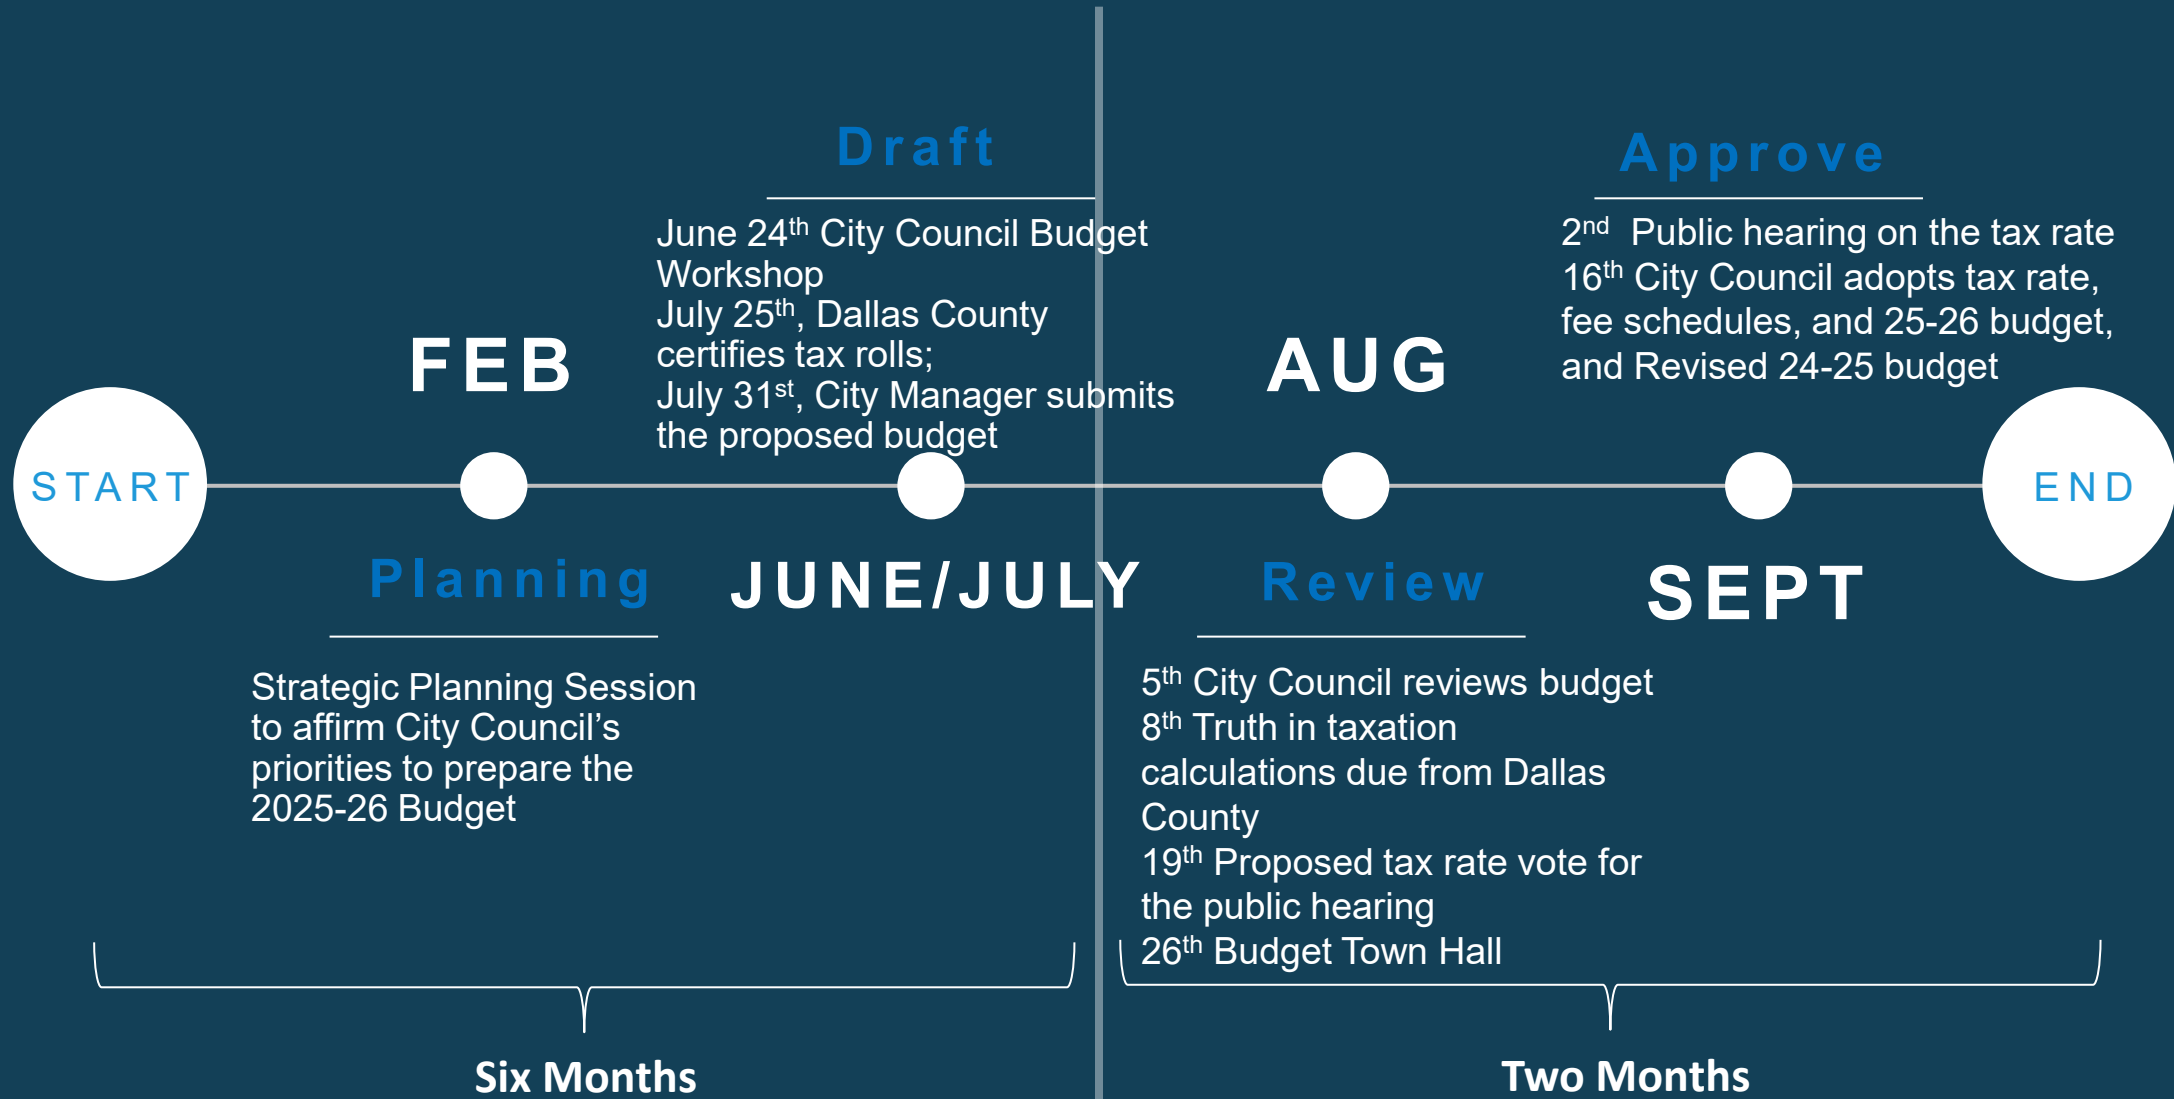 START
FEB
Planning
Strategic Planning Session
to affirm City Council’s
priorities to prepare the
2025-26 Budget
Draft
June 24th City Council Budget
Workshop
July 25th, Dallas County
certifies tax rolls;
July 31st, City Manager submits
the proposed budget
JUNE/JULY
AUG
Review
5th City Council reviews budget
8th Truth in taxation
calculations due from Dallas
County
19th Proposed tax rate vote for
the public hearing
26th Budget Town Hall
Approve
2nd  Public hearing on the tax rate
16th City Council adopts tax rate,
fee schedules, and 25-26 budget,
and Revised 24-25 budget
SEPT
END
Six Months
Two Months